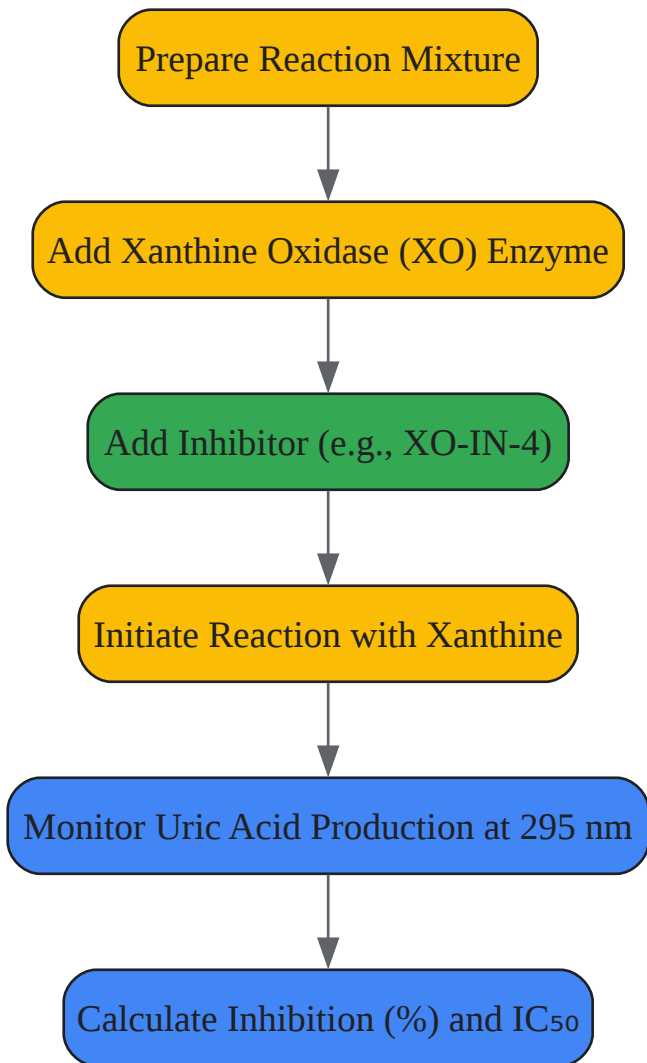 Prepare Reaction Mixture
Add Xanthine Oxidase (XO) Enzyme
Add Inhibitor (e.g., XO-IN-4)
Initiate Reaction with Xanthine
Monitor Uric Acid Production at 295 nm
Calculate Inhibition (%) and IC₅₀